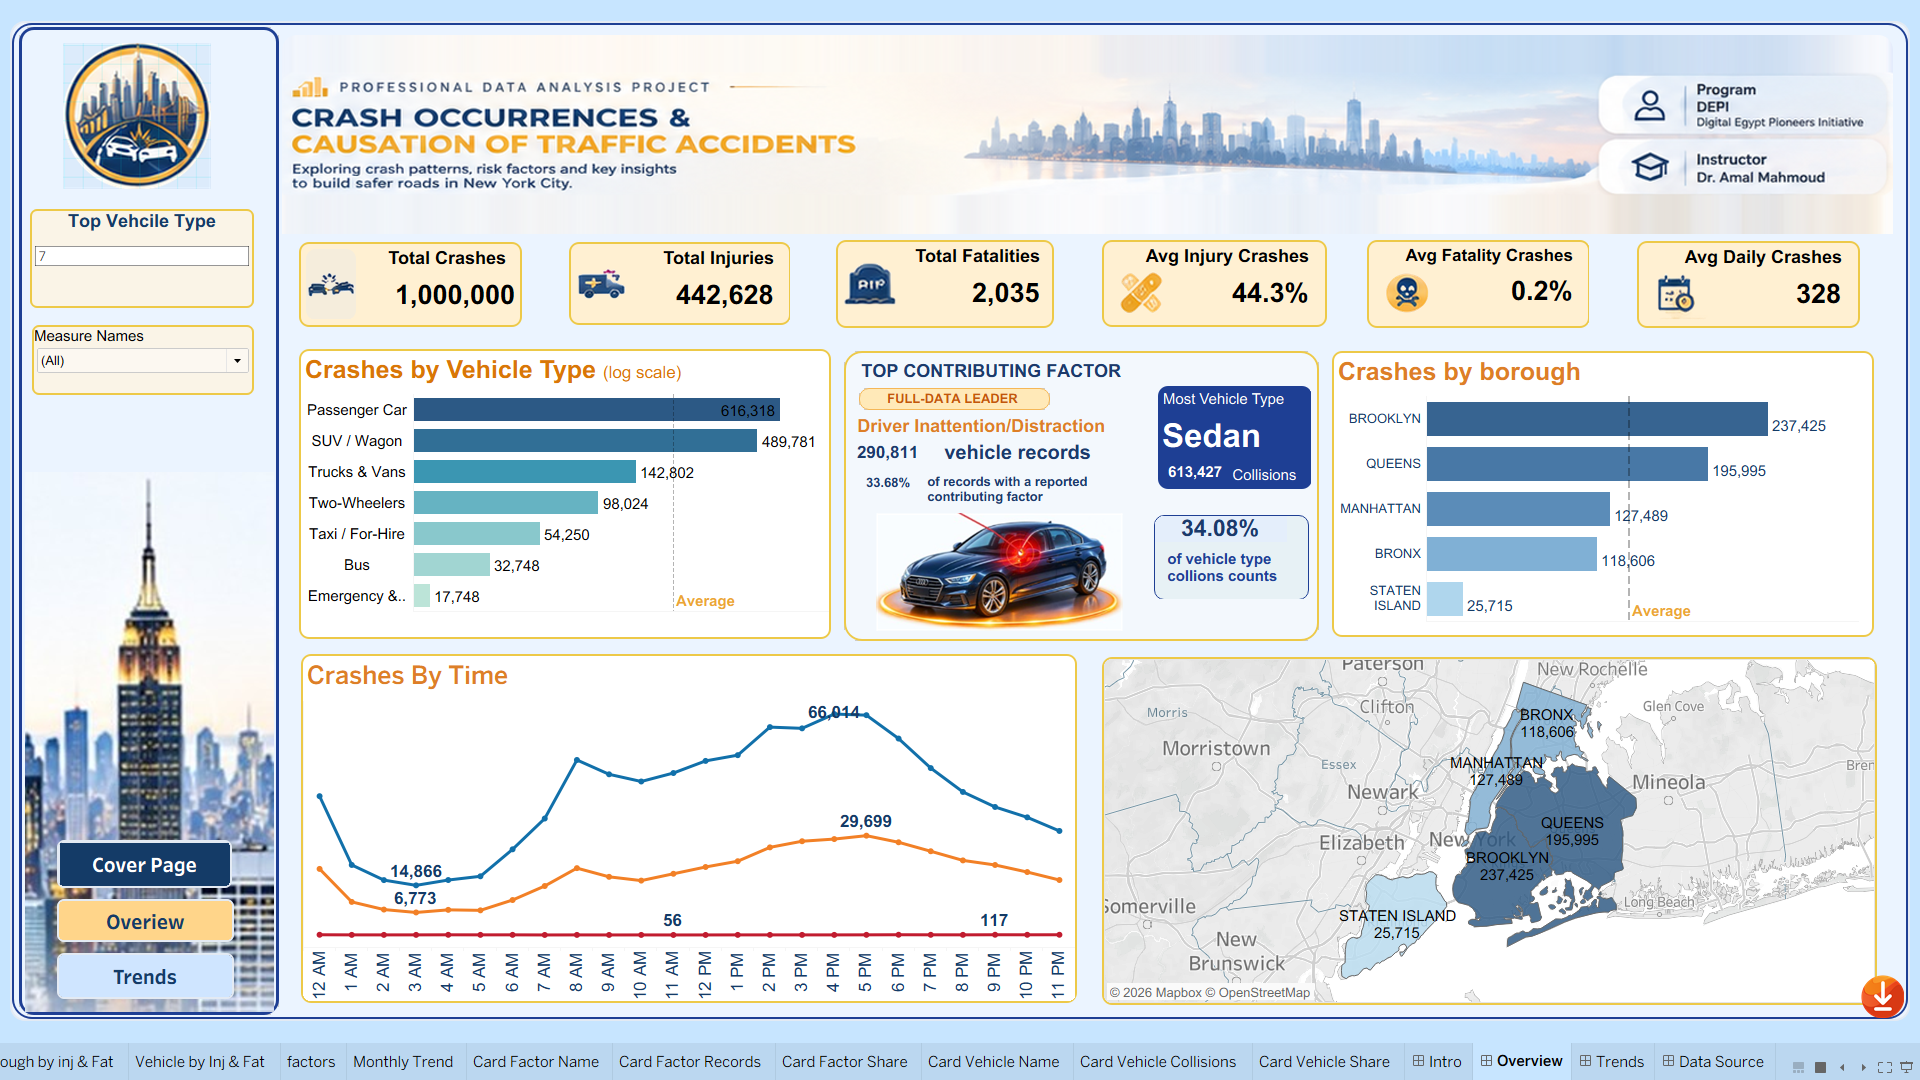 PROFESSIONAL DATA ANALYSIS PROJECT
CRASH OCCURRENCES &
CAUSATION OF TRAFFIC ACCIDENTS
Exploring crash patterns, risk factors and key insights
to build safer roads in New York City.
Program
DEPI
Digital Egypt Pioneers Initiative
Instructor
Dr. Amal Mahmoud
Top Vehcile Type
7
Measure Names
(All)
Cover Page
Overiew
Trends
Total Crashes
1,000,000
Total Injuries
442,628
RIP
Total Fatalities
2,035
Avg Injury Crashes
44.3%
Avg Fatality Crashes
0.2%
Avg Daily Crashes
328
Crashes by Vehicle Type (log scale)
Passenger Car 616,318
SUV / Wagon 489,781
Trucks & Vans 142,802
Two-Wheelers 98,024
Taxi / For-Hire 54,250
Bus 32,748
Emergency &.. 17,748
Average
TOP CONTRIBUTING FACTOR
FULL-DATA LEADER
Driver Inattention/Distraction
290,811 vehicle records
33.68% of records with a reported
contributing factor
Most Vehicle Type
Sedan
613,427 Collisions
34.08%
of vehicle type
collions counts
Crashes by borough
BROOKLYN 237,425
QUEENS 195,995
MANHATTAN 127,489
BRONX 118,606
STATEN
ISLAND 25,715
Average
Crashes By Time
66,014
29,699
14,866
6,773
56
117
12 AM
1 AM
2 AM
3 AM
4 AM
5 AM
6 AM
7 AM
8 AM
9 AM
10 AM
11 AM
12 PM
1 PM
2 PM
3 PM
4 PM
5 PM
6 PM
7 PM
8 PM
9 PM
10 PM
11 PM
Paterson
New Rochelle
Clifton
Glen Cove
Morris
BRONX
118,606
Morristown
Essex
MANHATTAN
127,489
Mineola
Bren
Newark
Elizabeth
New York
QUEENS
195,995
BROOKLYN
237,425
Somerville
Long Beach
STATEN ISLAND
25,715
New
Brunswick
© 2026 Mapbox © OpenStreetMap
ough by inj & Fat
Vehicle by Inj & Fat
factors
Monthly Trend
Card Factor Name
Card Factor Records
Card Factor Share
Card Vehicle Name
Card Vehicle Collisions
Card Vehicle Share
Intro
Overview
Trends
Data Source